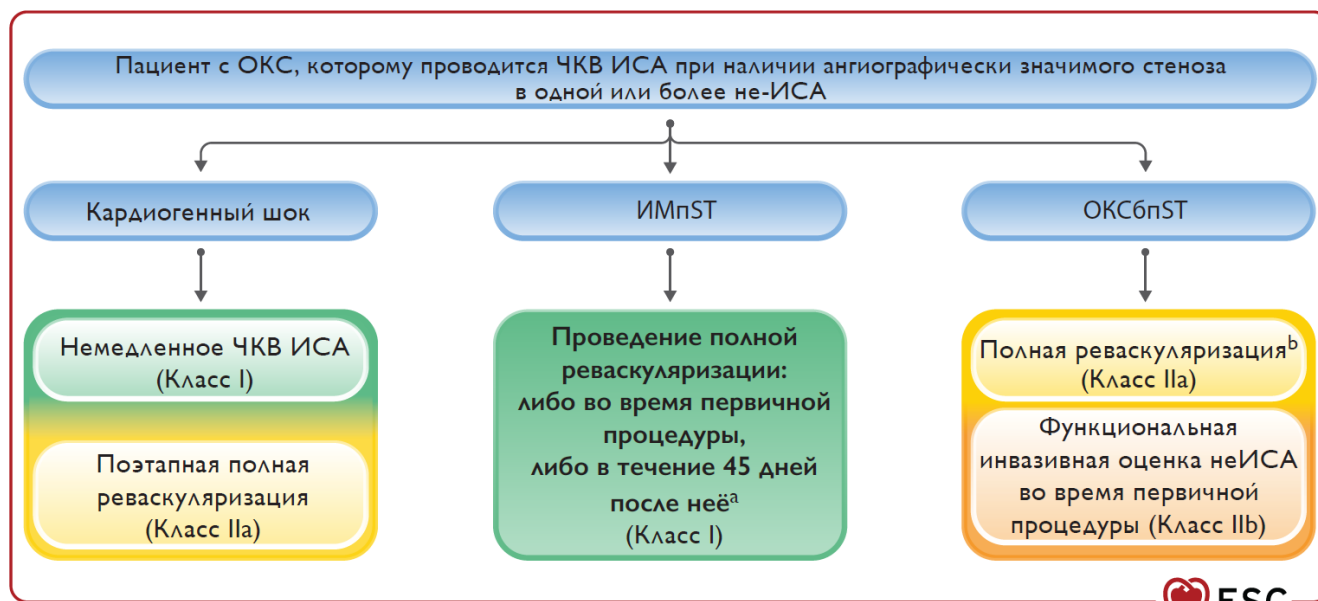 Пациент с ОКС, которому проводится ЧКВ ИСА при наличии ангиографически значимого стеноза
в одной или более не-ИСА
Кардиогенный шок
ИМпST
ОКСбпST
Немедленное ЧКВ ИСА
(Класс I)
Поэтапная полная
реваскуляризация
(Класс IIa)
Проведение полной
реваскуляризации:
либо во время первичной
процедуры,
либо в течение 45 дней
после неёᵃ
(Класс I)
Полная реваскуляризацияᵇ
(Класс IIa)
Функциональная
инвазивная оценка неИСА
во время первичной
процедуры (Класс IIb)
ESC